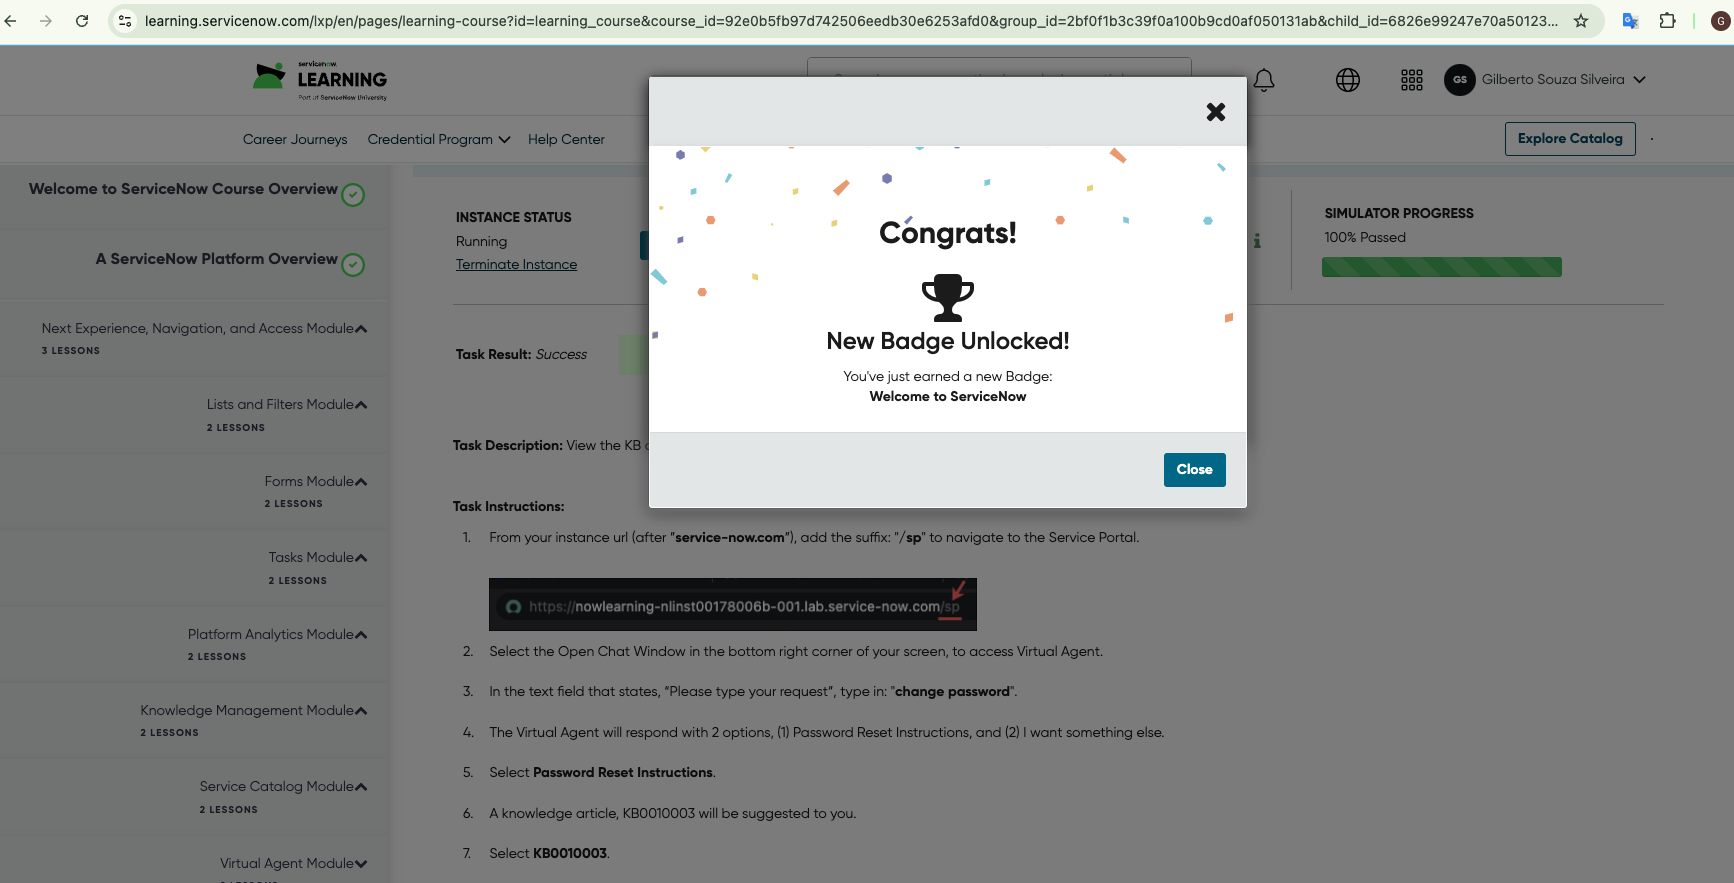 learning.servicenow.com/lxp/en/pages/learning-course?id=learning_course&course_id=92e0b5fb97d742506eedb30e6253afd0&group_id=2bf0f1b3c39f0a100b9cd0af050131ab&child_id=6826e99247e70a50123...
G
servicenow.
LEARNING
Part of ServiceNow University
GS
Gilberto Souza Silveira
Career Journeys
Credential Program
Help Center
Explore Catalog
Welcome to ServiceNow Course Overview
A ServiceNow Platform Overview
Next Experience, Navigation, and Access Module
3 LESSONS
Lists and Filters Module
2 LESSONS
Forms Module
2 LESSONS
Tasks Module
2 LESSONS
Platform Analytics Module
2 LESSONS
Knowledge Management Module
2 LESSONS
Service Catalog Module
2 LESSONS
Virtual Agent Module
INSTANCE STATUS
Running
Terminate Instance
SIMULATOR PROGRESS
100% Passed
Task Result: Success
Congrats!
New Badge Unlocked!
You've just earned a new Badge:
Welcome to ServiceNow
Close
Task Description: View the KB
Task Instructions:
1. From your instance url (after "service-now.com"), add the suffix: "/sp" to navigate to the Service Portal.
https://nowlearning-nlinst00178006b-001.lab.service-now.com/sp
2. Select the Open Chat Window in the bottom right corner of your screen, to access Virtual Agent.
3. In the text field that states, “Please type your request”, type in: "change password".
4. The Virtual Agent will respond with 2 options, (1) Password Reset Instructions, and (2) I want something else.
5. Select Password Reset Instructions.
6. A knowledge article, KB0010003 will be suggested to you.
7. Select KB0010003.